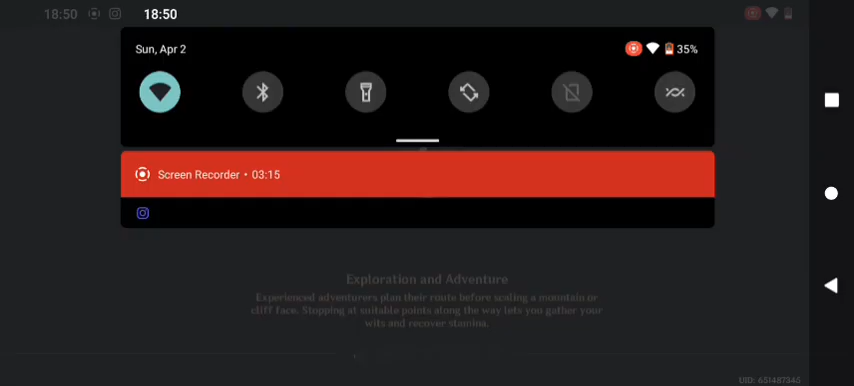 18:50 18:50
Sun, Apr 2 35%
Screen Recorder • 03:15
Exploration and Adventure
Experienced adventurers plan their route before scaling a mountain or
cliff face. Stopping at suitable points along the way lets you gather your
wits and recover stamina.
UID: 651487345